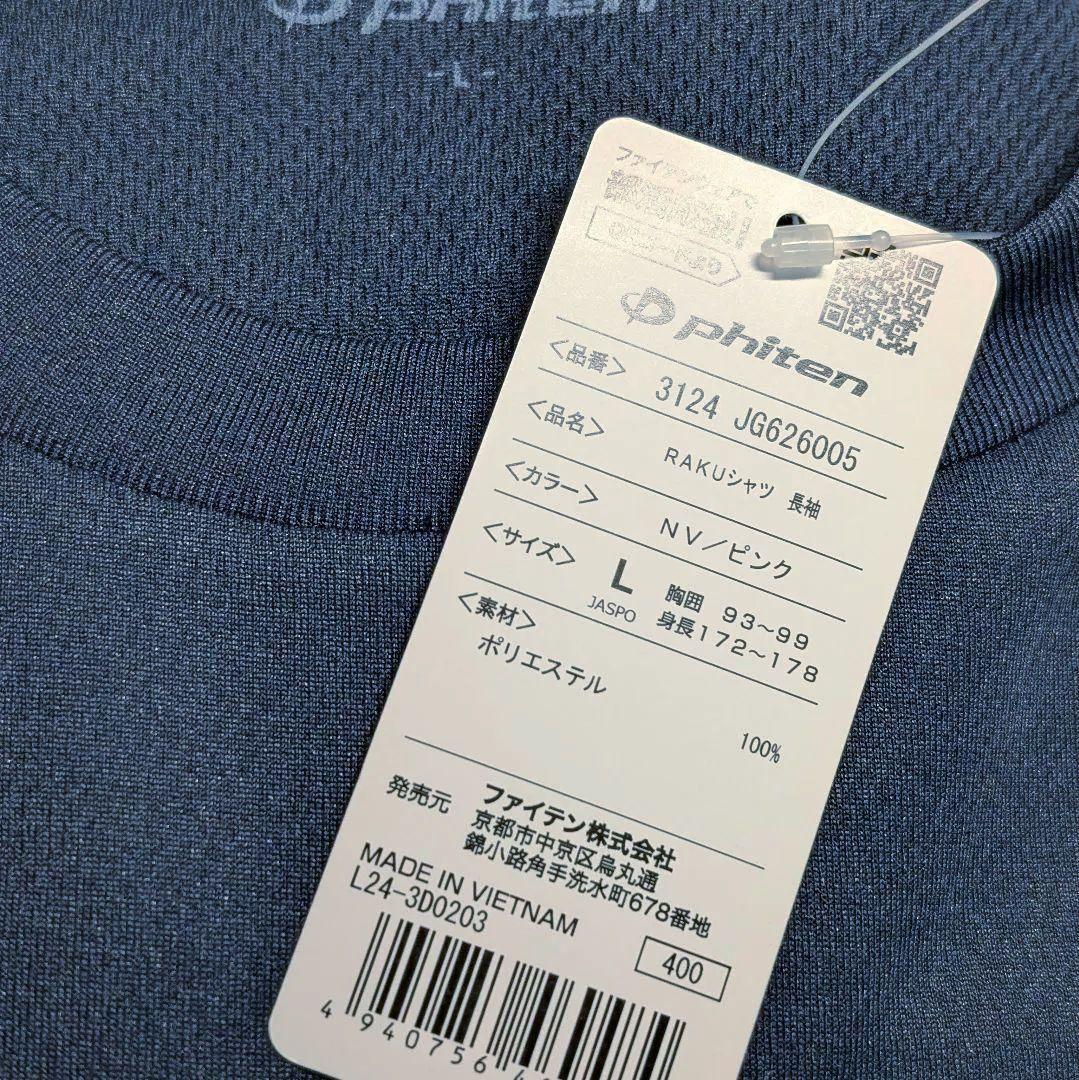 phiten
-L-
phiten
<品番> 3124 JG626005
<品名> RAKUシャツ 長袖
<カラー> NV/ピンク
<サイズ> L JASPO 胸囲 93~99
身長172~178
<素材>
ポリエステル
100%
発売元 ファイテン株式会社
京都市中京区烏丸通
錦小路角手洗水町678番地
MADE IN VIETNAM
L24-3D0203
400
4 940756